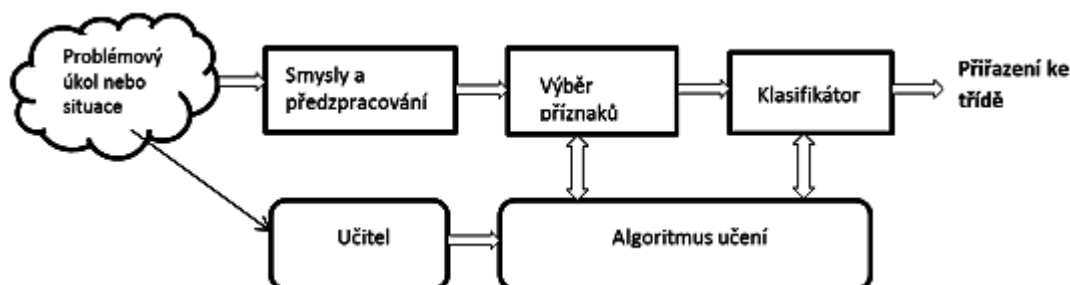 Problémový
úkol nebo
situace
Smysly a
předzpracování
Výběr
příznaků
Klasifikátor
Přiřazení ke
třídě
Učitel
Algoritmus učení